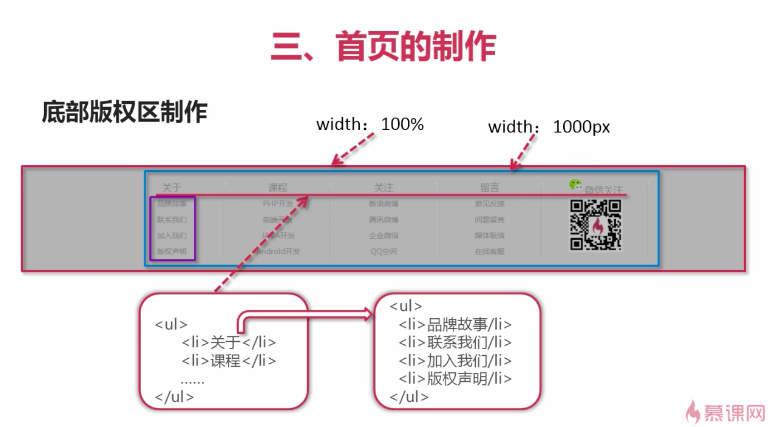 三、首页的制作
底部版权区制作
width：100%
width：1000px
关于 课程 关注 留言 微信关注
品牌故事 PHP开发 新浪微博 意见反馈
联系我们 前端开发 腾讯微博 问题留言
加入我们 JAVA开发 企业微信 媒体联络
版权声明 Android开发 QQ空间 在线客服
<ul>
<li>关于</li>
<li>课程</li>
......
</ul>
<ul>
<li>品牌故事/li>
<li>联系我们/li>
<li>加入我们/li>
<li>版权声明/li>
</ul>
慕课网